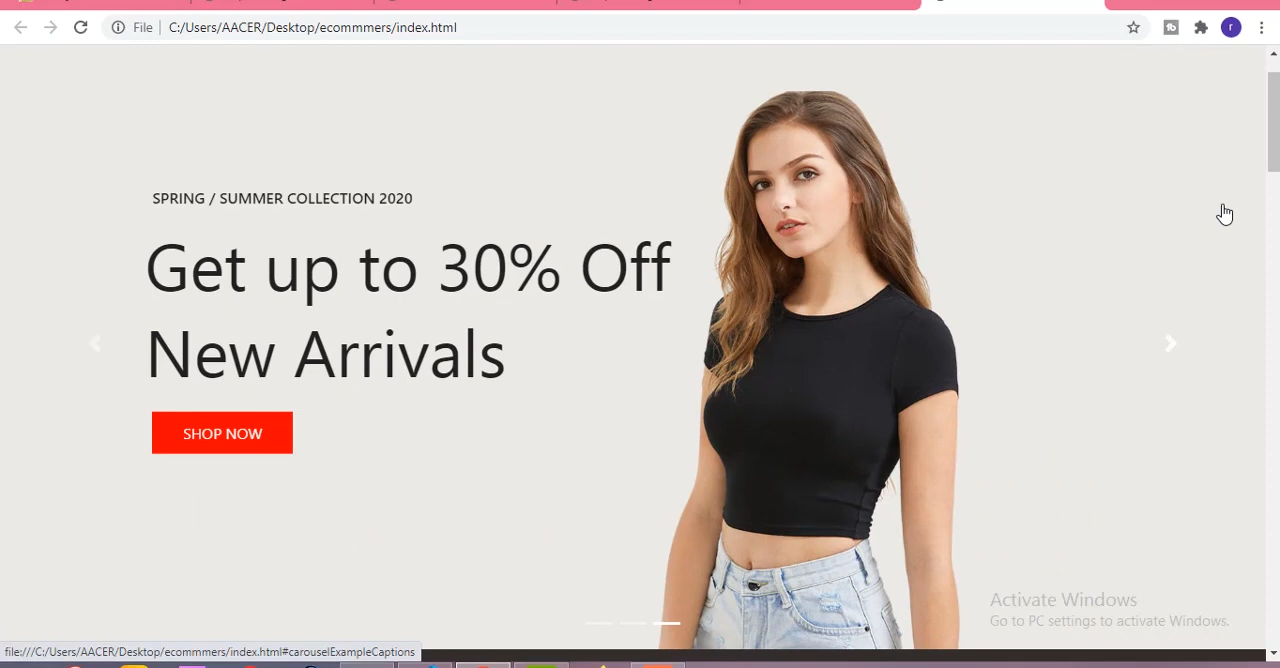 File
C:/Users/AACER/Desktop/ecommmers/index.html
r
SPRING / SUMMER COLLECTION 2020
Get up to 30% Off
New Arrivals
SHOP NOW
Activate Windows
Go to PC settings to activate Windows.
file:///C:/Users/AACER/Desktop/ecommmers/index.html#carouselExampleCaptions